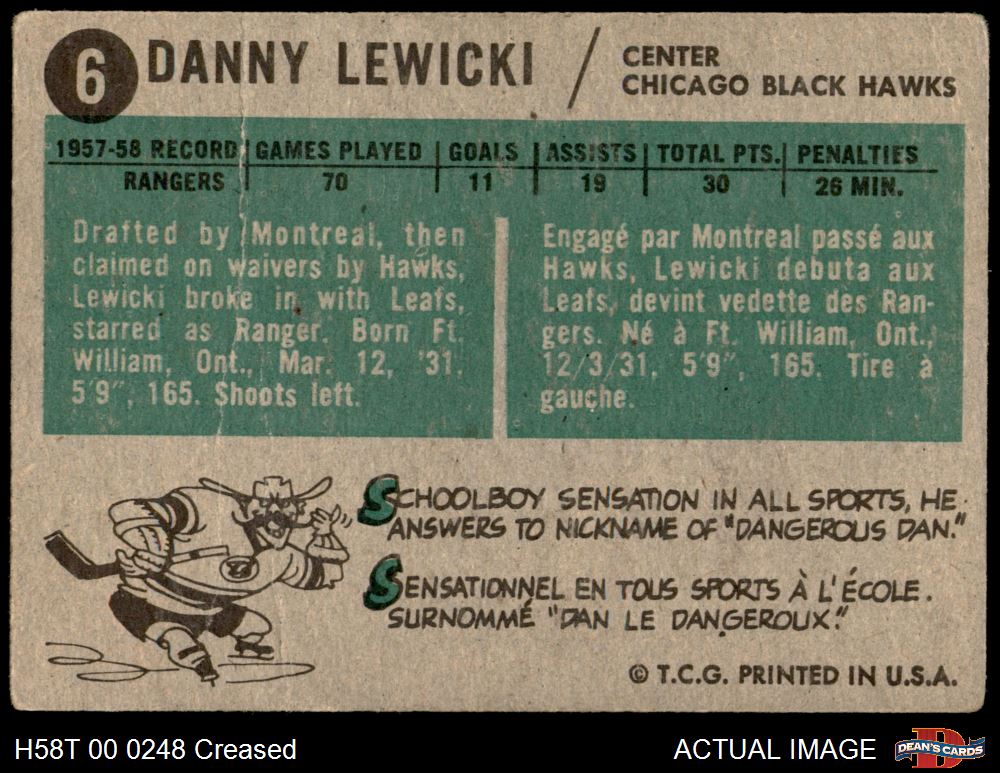 6 DANNY LEWICKI / CENTER
CHICAGO BLACK HAWKS
1957-58 RECORD GAMES PLAYED GOALS ASSISTS TOTAL PTS. PENALTIES
RANGERS 70 11 19 30 26 MIN.
Drafted by Montreal, then
claimed on waivers by Hawks,
Lewicki broke in with Leafs,
starred as Ranger. Born Ft.
William, Ont., Mar. 12, '31.
5'9", 165. Shoots left.
Engagé par Montreal passé aux
Hawks, Lewicki debuta aux
Leafs, devint vedette des Ran-
gers. Né à Ft. William, Ont.,
12/3/31, 5'9", 165. Tire à
gauche.
SCHOOLBOY SENSATION IN ALL SPORTS, HE
ANSWERS TO NICKNAME OF "DANGEROUS DAN."
SENSATIONNEL EN TOUS SPORTS À L'ÉCOLE.
SURNOMMÉ "DAN LE DANGEROUX."
© T.C.G. PRINTED IN U.S.A.
H58T 00 0248 Creased
ACTUAL IMAGE
DEAN'S CARDS